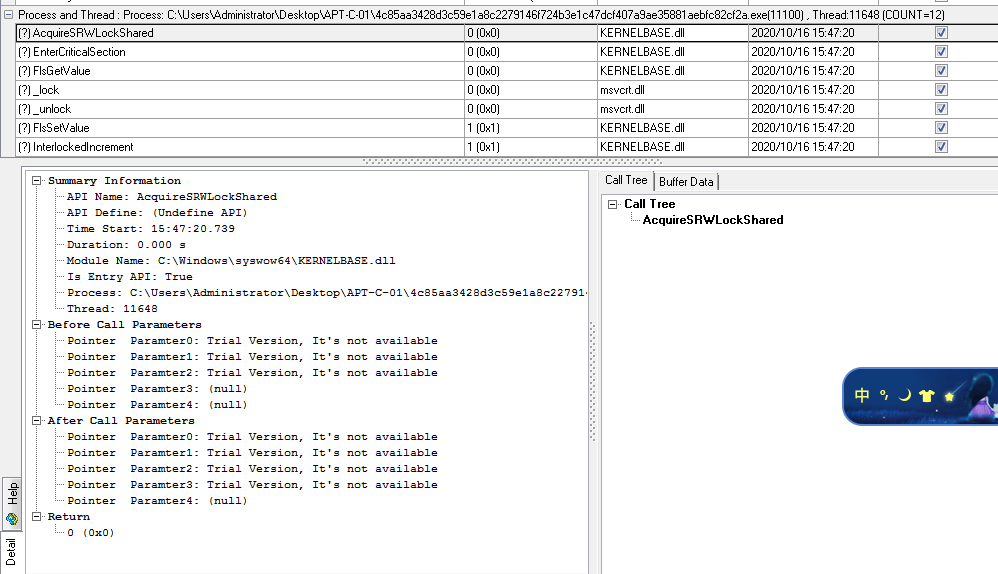 Process and Thread : Process: C:\Users\Administrator\Desktop\APT-C-01\4c85aa3428d3c59e1a8c2279146f724b3e1c47dcf407a9ae35881aebfc82cf2a.exe(11100) , Thread:11648 (COUNT=12)
(?) AcquireSRWLockShared 0 (0x0) KERNELBASE.dll 2020/10/16 15:47:20
(?) EnterCriticalSection 0 (0x0) KERNELBASE.dll 2020/10/16 15:47:20
(?) FlsGetValue 0 (0x0) KERNELBASE.dll 2020/10/16 15:47:20
(?) _lock 0 (0x0) msvcrt.dll 2020/10/16 15:47:20
(?) _unlock 0 (0x0) msvcrt.dll 2020/10/16 15:47:20
(?) FlsSetValue 1 (0x1) KERNELBASE.dll 2020/10/16 15:47:20
(?) InterlockedIncrement 1 (0x1) KERNELBASE.dll 2020/10/16 15:47:20
Summary Information
API Name: AcquireSRWLockShared
API Define: (Undefine API)
Time Start: 15:47:20.739
Duration: 0.000 s
Module Name: C:\Windows\syswow64\KERNELBASE.dll
Is Entry API: True
Process: C:\Users\Administrator\Desktop\APT-C-01\4c85aa3428d3c59e1a8c22791
Thread: 11648
Before Call Parameters
Pointer Paramter0: Trial Version, It's not available
Pointer Paramter1: Trial Version, It's not available
Pointer Paramter2: Trial Version, It's not available
Pointer Paramter3: (null)
Pointer Paramter4: (null)
After Call Parameters
Pointer Paramter0: Trial Version, It's not available
Pointer Paramter1: Trial Version, It's not available
Pointer Paramter2: Trial Version, It's not available
Pointer Paramter3: Trial Version, It's not available
Pointer Paramter4: (null)
Return
0 (0x0)
Call Tree
Buffer Data
Call Tree
AcquireSRWLockShared
中
Help
Detail